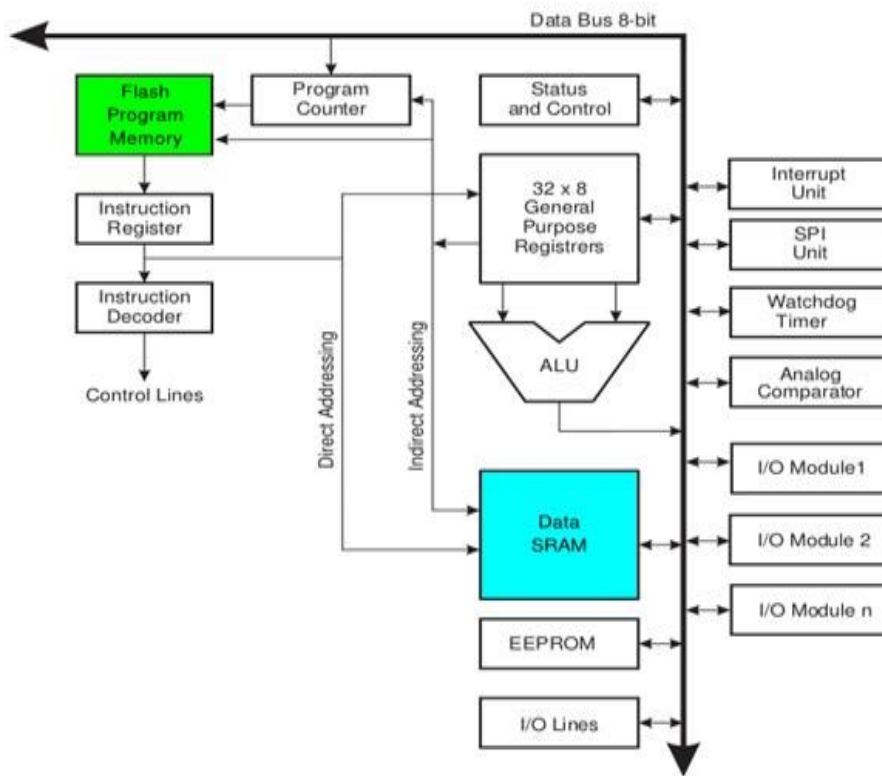 Data Bus 8-bit
Flash
Program
Memory
Program
Counter
Status
and Control
Interrupt
Unit
32 x 8
General
Purpose
Registrers
Instruction
Register
SPI
Unit
Instruction
Decoder
Watchdog
Timer
ALU
Analog
Comparator
Control Lines
Direct Addressing
Indirect Addressing
I/O Module1
Data
SRAM
I/O Module 2
I/O Module n
EEPROM
I/O Lines